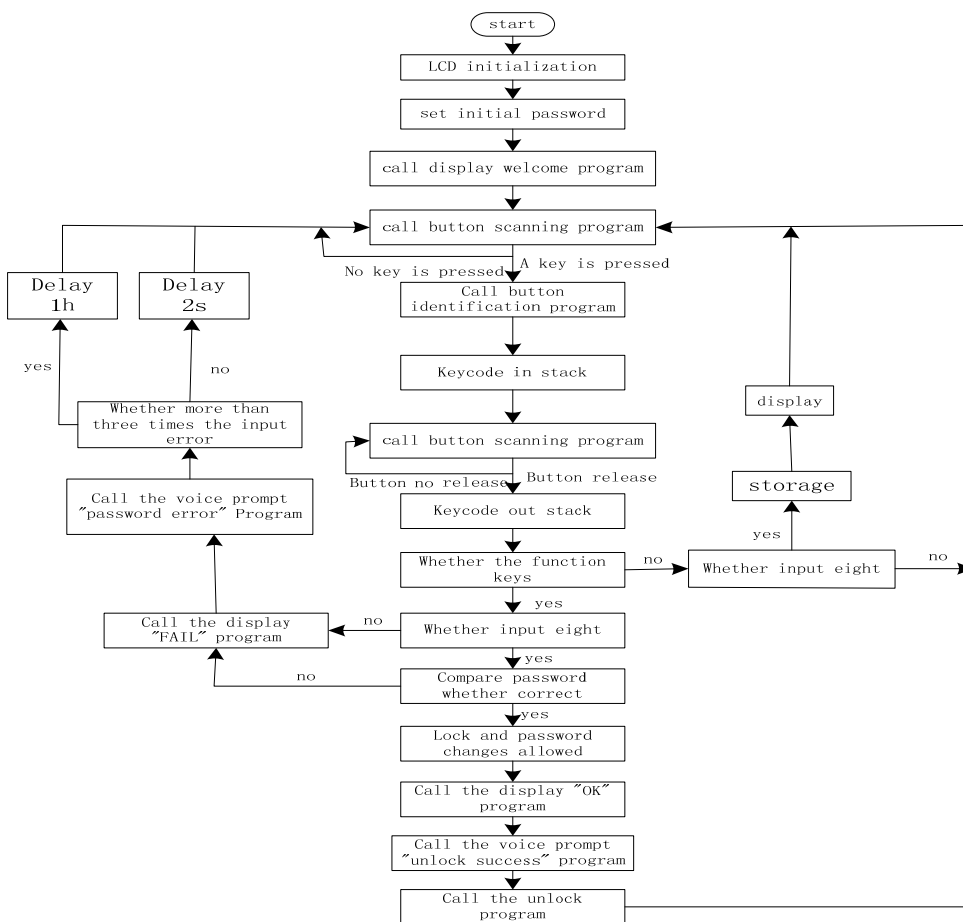 start
LCD initialization
set initial password
call display welcome program
call button scanning program
No key is pressed
A key is pressed
Delay
1h
Delay
2s
Call button
identification program
yes
no
Keycode in stack
display
Whether more than
three times the input
error
call button scanning program
Button no release
Button release
storage
Call the voice prompt
"password error" Program
Keycode out stack
yes
Whether the function
keys
no
Whether input eight
no
yes
Call the display
"FAIL" program
no
Whether input eight
yes
no
Compare password
whether correct
yes
Lock and password
changes allowed
Call the display "OK"
program
Call the voice prompt
"unlock success" program
Call the unlock
program